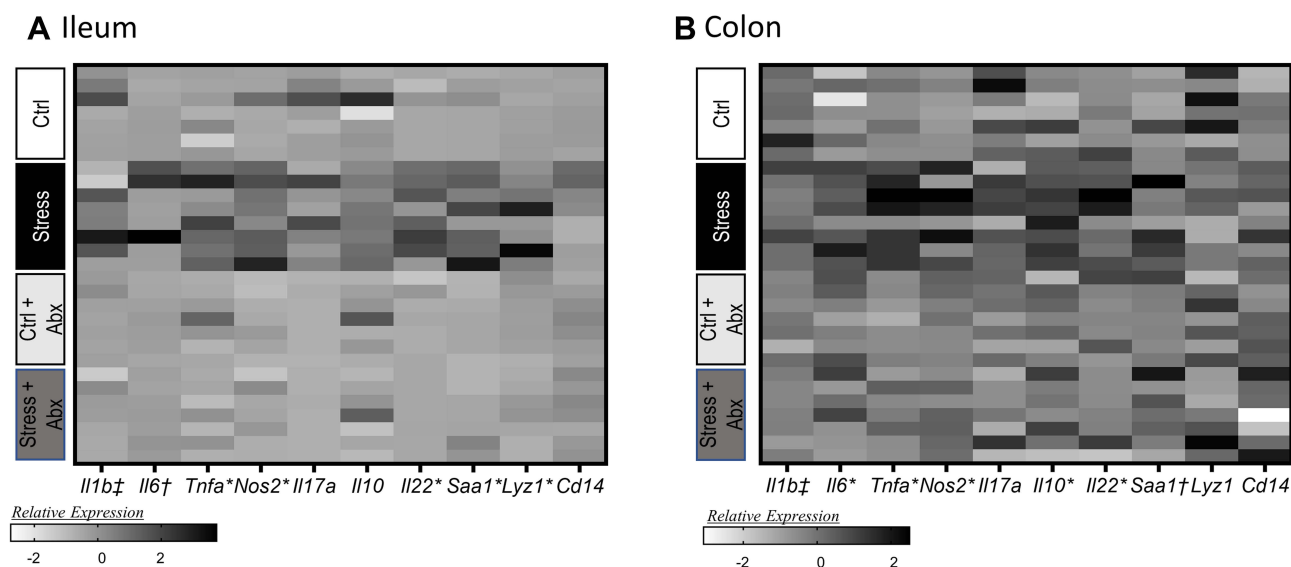 A Ileum
Ctrl
Stress
Ctrl +
Abx
Stress +
Abx
Il1b‡ Il6† Tnfa* Nos2* Il17a Il10 Il22* Saa1* Lyz1* Cd14
Relative Expression
-2 0 2
B Colon
Ctrl
Stress
Ctrl +
Abx
Stress +
Abx
Il1b‡ Il6* Tnfa* Nos2* Il17a Il10* Il22* Saa1† Lyz1 Cd14
Relative Expression
-2 0 2